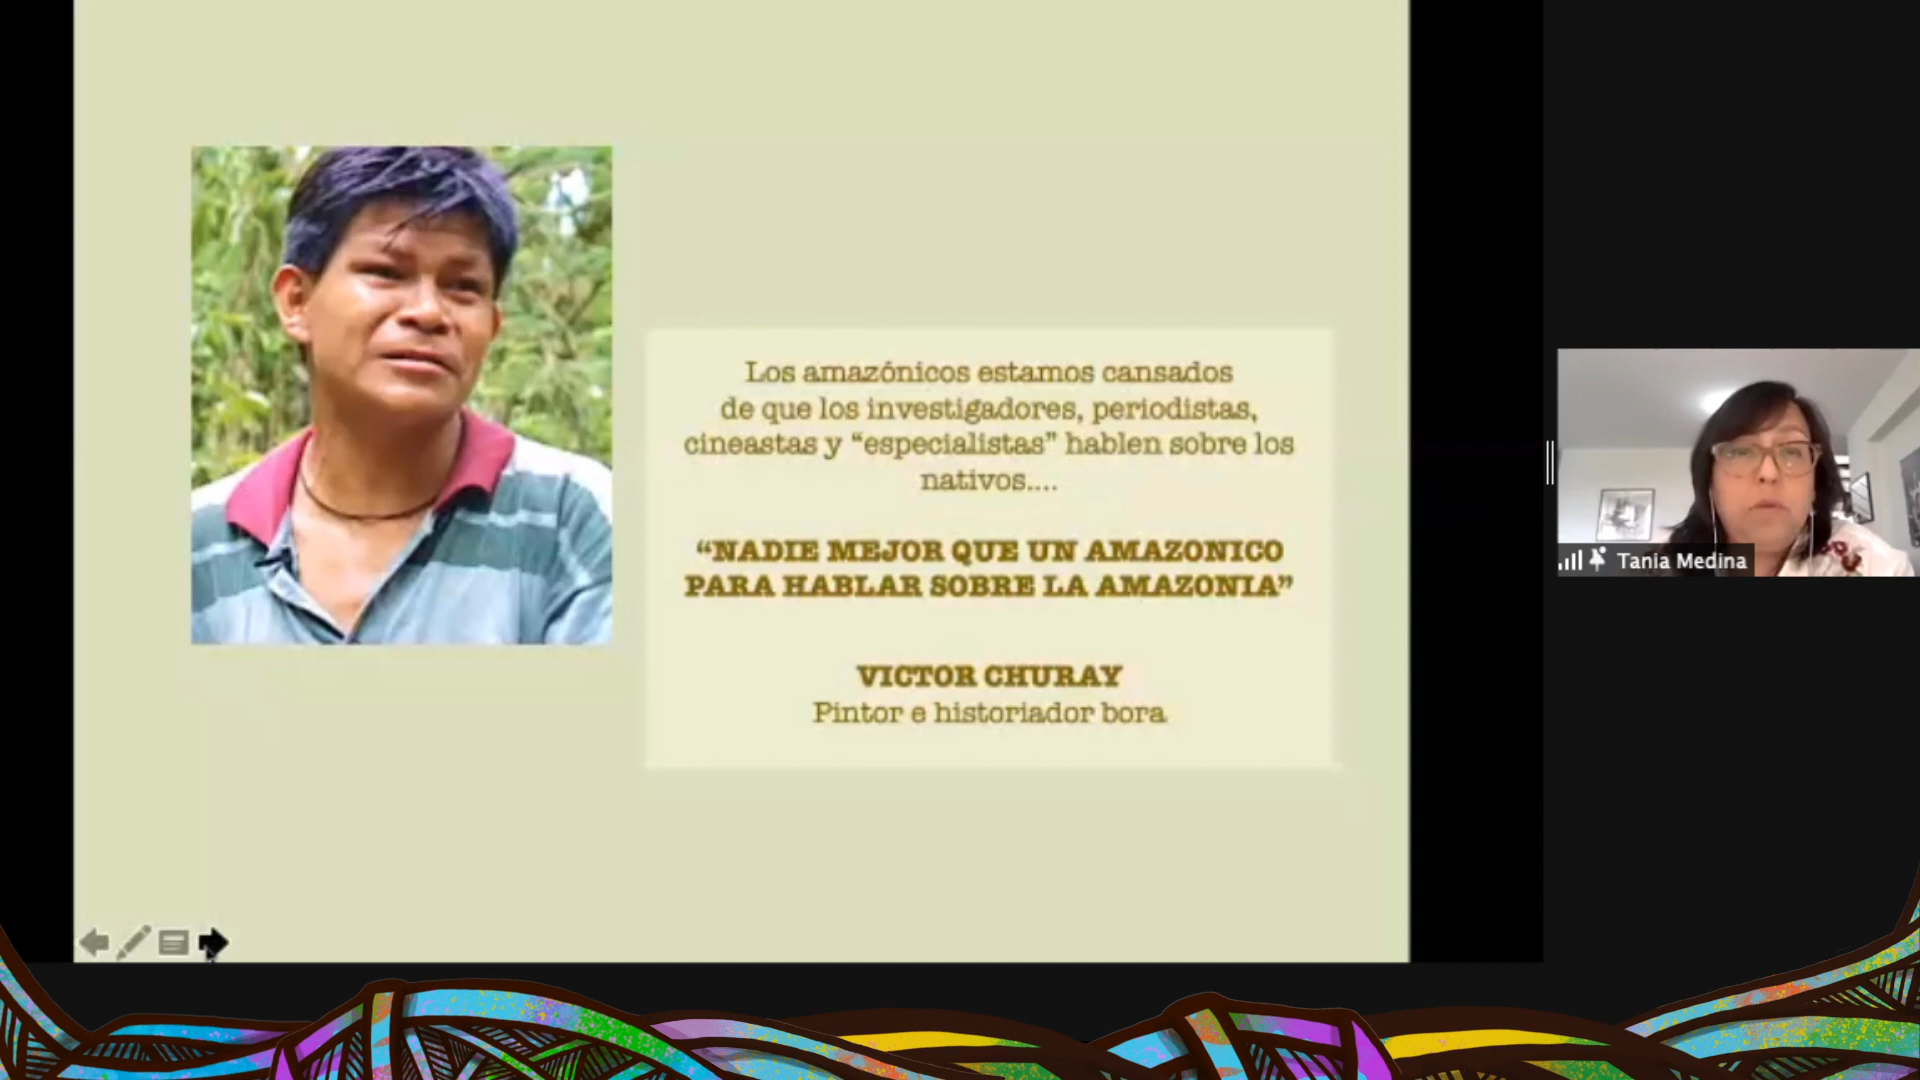 Los amazónicos estamos cansados
de que los investigadores, periodistas,
cineastas y “especialistas” hablen sobre los
nativos....
“NADIE MEJOR QUE UN AMAZONICO
PARA HABLAR SOBRE LA AMAZONIA”
VICTOR CHURAY
Pintor e historiador bora
Tania Medina